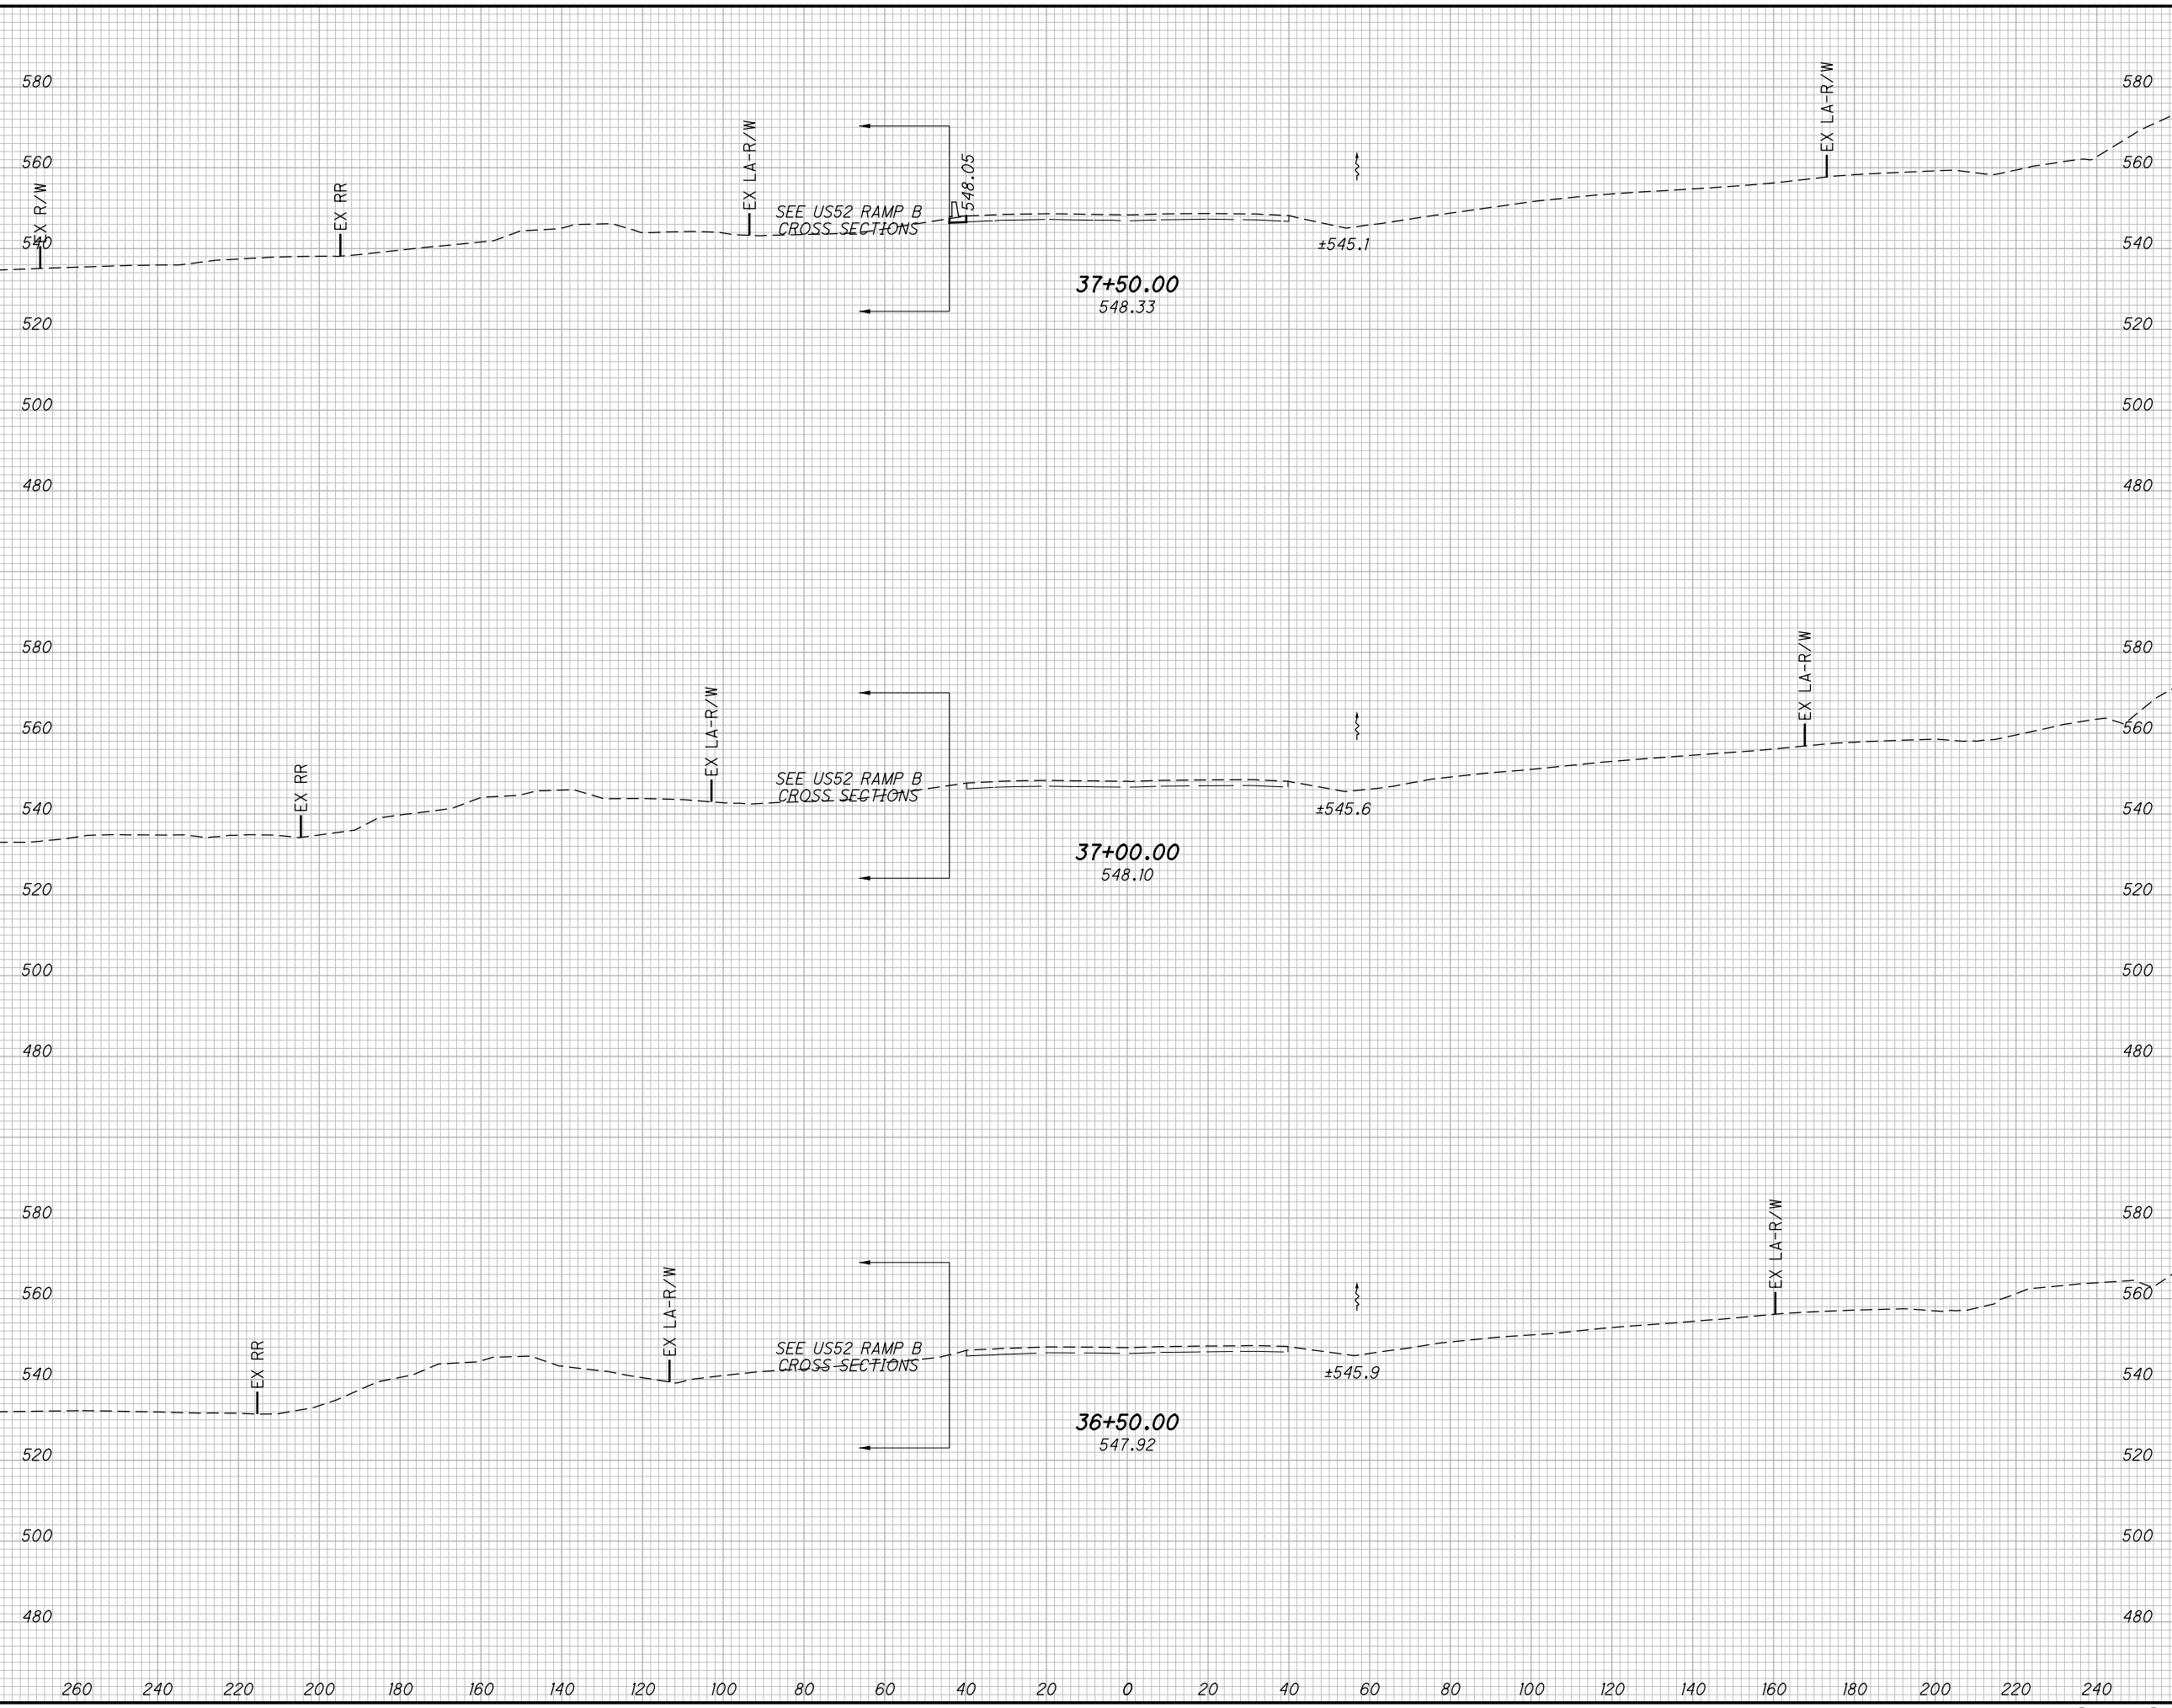 580 580
EX LA-R/W
EX LA-R/W
560 548.05 560
EX R/W
EX RR
SEE US52 RAMP B
CROSS SECTIONS
540 ±545.1 540
37+50.00
548.33
520 520
500 500
480 480
580 580
EX LA-R/W
EX LA-R/W
560 560
EX RR
SEE US52 RAMP B
CROSS SECTIONS
540 ±545.6 540
37+00.00
548.10
520 520
500 500
480 480
580 580
EX LA-R/W
EX LA-R/W
560 560
EX RR
SEE US52 RAMP B
CROSS SECTIONS
540 ±545.9 540
36+50.00
547.92
520 520
500 500
480 480
260 240 220 200 180 160 140 120 100 80 60 40 20 0 20 40 60 80 100 120 140 160 180 200 220 240